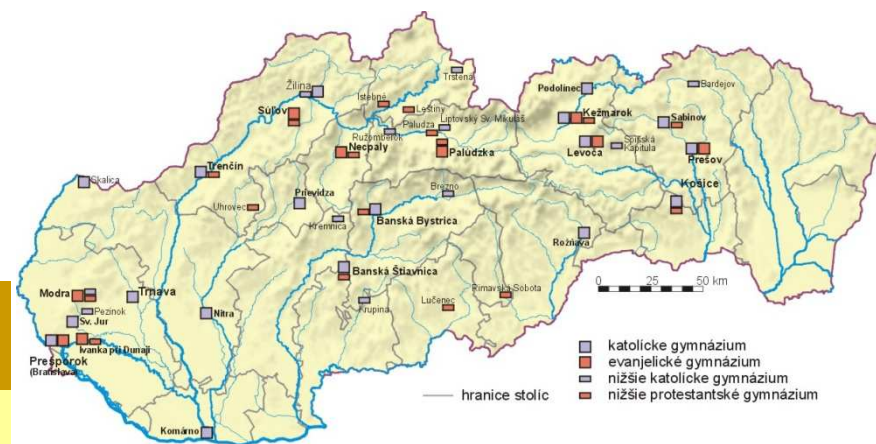 Trstená
Žilina
Podolínec
Bardejov
Istebné
Leštiny
Súľov
Kežmarok
Liptovský Sv. Mikuláš
Paludza
Sabinov
Ružomberok
Necpaly
Palúdzka
Levoča
Spišská
Kapitula
Prešov
Trenčín
Skalica
Košice
Brezno
Prievidza
Uhrovec
Kremnica
Banská Bystrica
Rožňava
Banská Štiavnica
0 25 50 km
Modra
Trnava
Rimavská Sobota
Krupina
Lučenec
Pezinok
Nitra
Sv. Jur
Ivanka pri Dunaji
Prešporok
(Bratislava)
katolícke gymnázium
evanjelické gymnázium
nižšie katolícke gymnázium
hranice stolíc
nižšie protestantské gymnázium
Komárno